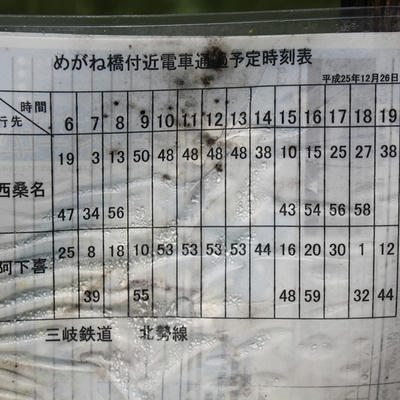 めがね橋付近電車通過予定時刻表
平成25年12月26日
時間 6 7 8 9 10 11 12 13 14 15 16 17 18 19
行先
19 3 13 50 48 48 48 48 38 10 15 25 27 38
西桑名
47 34 56 43 54 56 58
阿下喜 25 8 18 10 53 53 53 53 44 16 20 30 1 12
39 55 48 59 32 44
三岐鉄道 北勢線